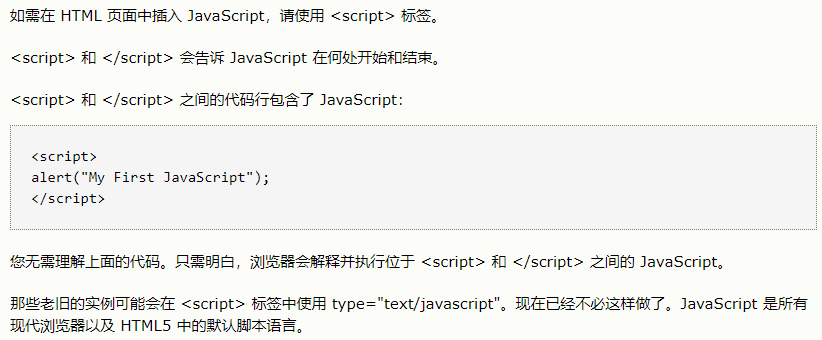 如需在 HTML 页面中插入 JavaScript，请使用 <script> 标签。
<script> 和 </script> 会告诉 JavaScript 在何处开始和结束。
<script> 和 </script> 之间的代码行包含了 JavaScript:
<script>
alert("My First JavaScript");
</script>
您无需理解上面的代码。只需明白，浏览器会解释并执行位于 <script> 和 </script> 之间的 JavaScript。
那些老旧的实例可能会在 <script> 标签中使用 type="text/javascript"。现在已经不必这样做了。JavaScript 是所有
现代浏览器以及 HTML5 中的默认脚本语言。